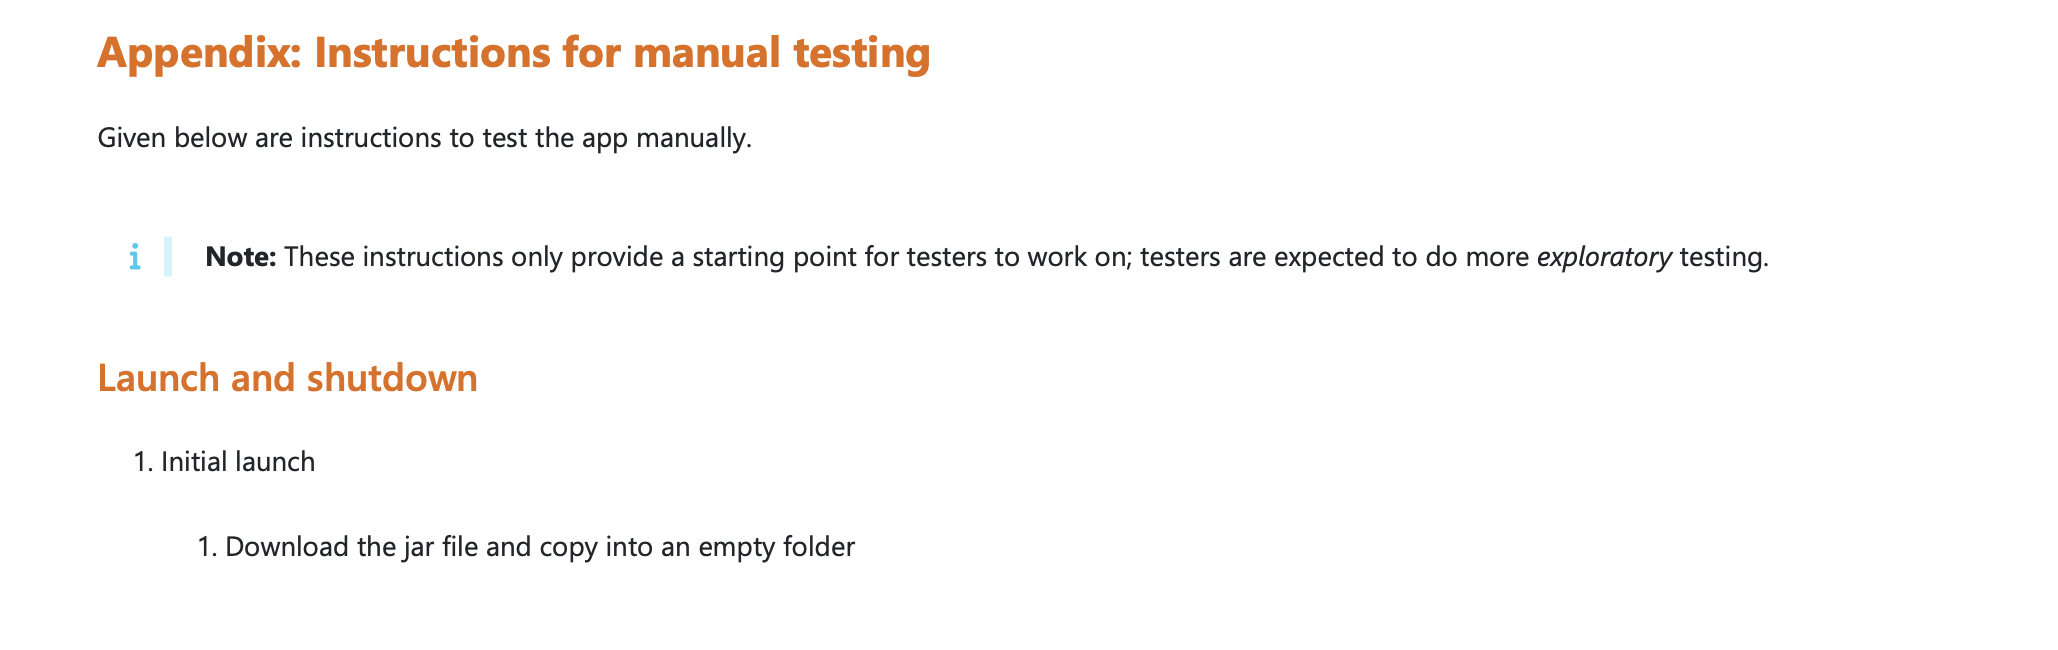 Appendix: Instructions for manual testing
Given below are instructions to test the app manually.
i Note: These instructions only provide a starting point for testers to work on; testers are expected to do more exploratory testing.
Launch and shutdown
1. Initial launch
1. Download the jar file and copy into an empty folder